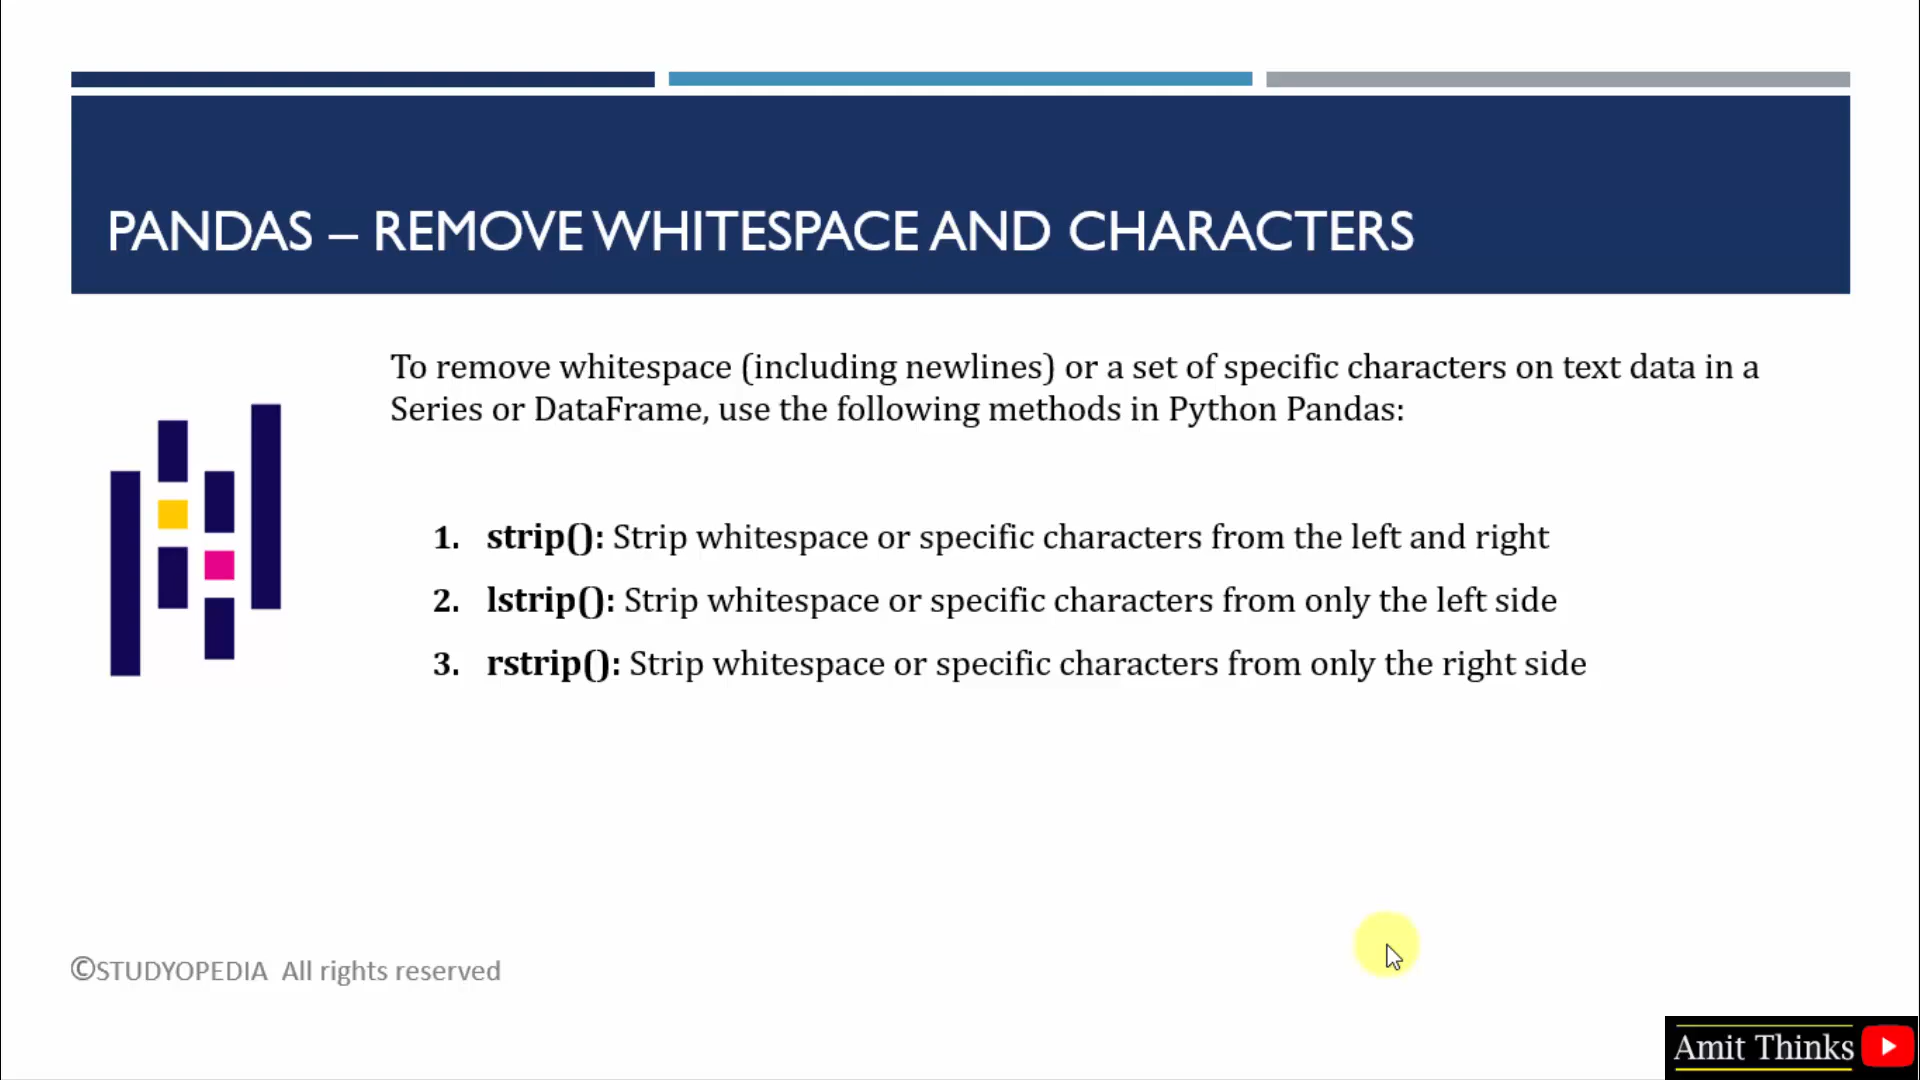 PANDAS – REMOVE WHITESPACE AND CHARACTERS
To remove whitespace (including newlines) or a set of specific characters on text data in a
Series or DataFrame, use the following methods in Python Pandas:
1. strip(): Strip whitespace or specific characters from the left and right
2. lstrip(): Strip whitespace or specific characters from only the left side
3. rstrip(): Strip whitespace or specific characters from only the right side
©STUDYOPEDIA All rights reserved
Amit Thinks